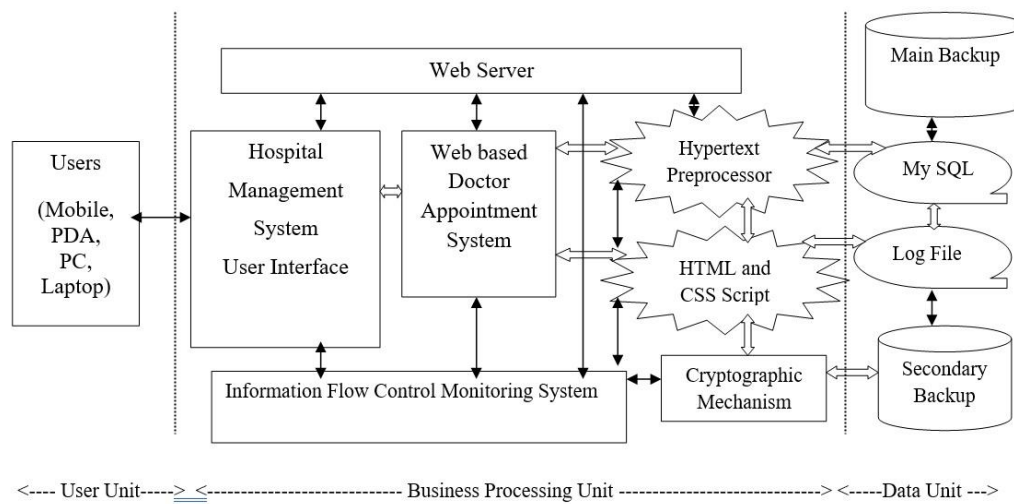 Web Server
Main Backup
Users
(Mobile,
PDA,
PC,
Laptop)
Hospital
Management
System
User Interface
Web based
Doctor
Appointment
System
Hypertext
Preprocessor
My SQL
HTML and
CSS Script
Log File
Information Flow Control Monitoring System
Cryptographic
Mechanism
Secondary
Backup
<---- User Unit---->
<----------------------------- Business Processing Unit ----------------------------->
<----Data Unit---->